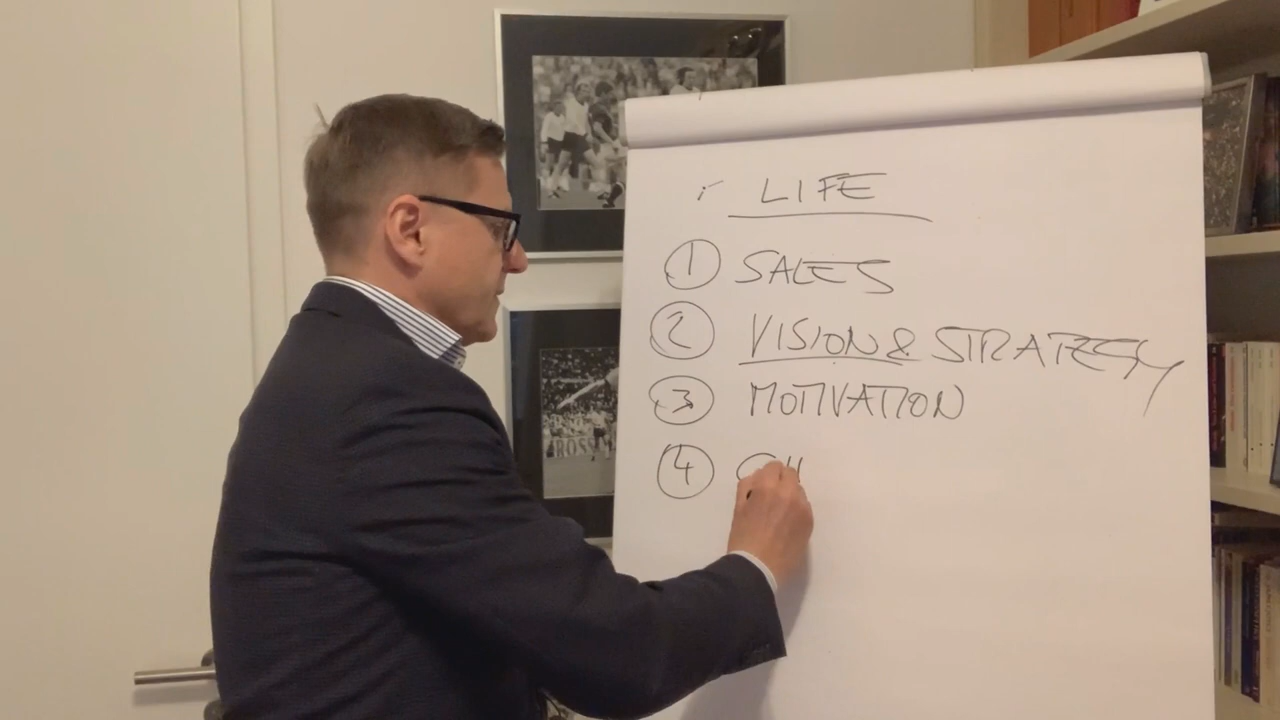 LIFE
1 SALES
2 VISION & STRATEGY
3 MOTIVATION
4